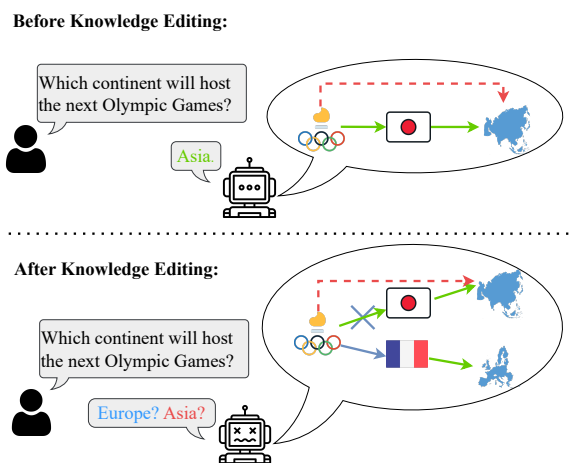 Before Knowledge Editing:
Which continent will host
the next Olympic Games?
Asia.
After Knowledge Editing:
Which continent will host
the next Olympic Games?
Europe? Asia?